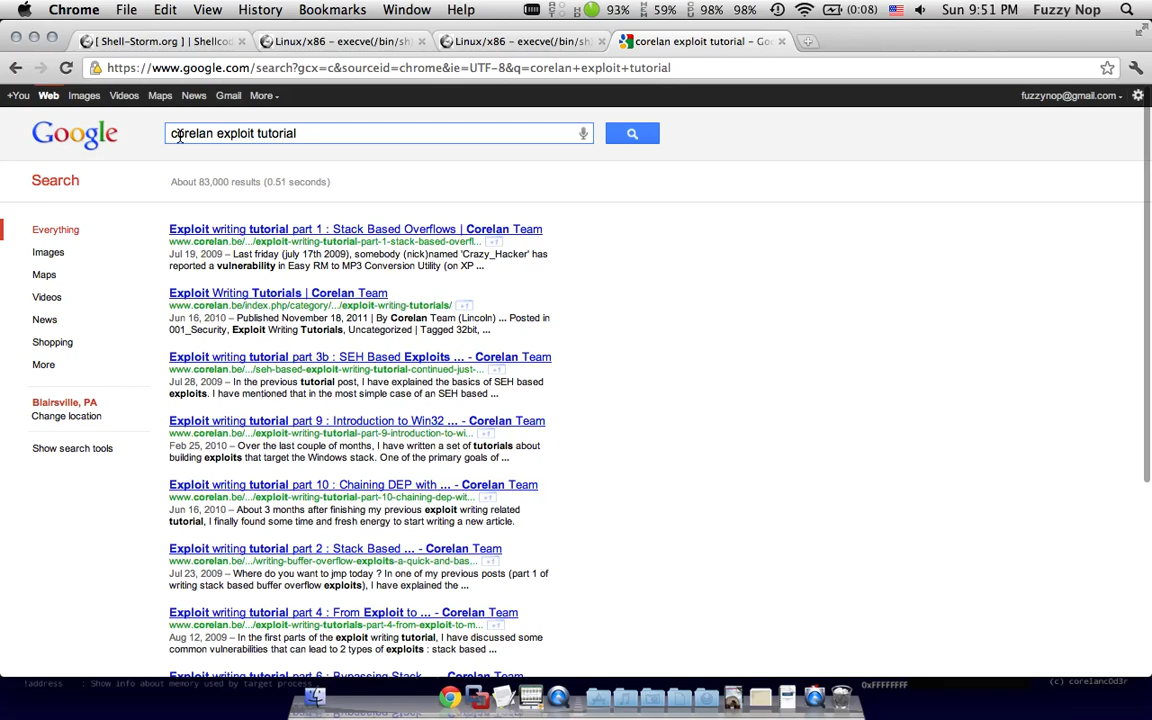 Chrome File Edit View History Bookmarks Window Help 93% 59% 98% 98% (0:08) Sun 9:51 PM Fuzzy Nop
[ Shell-Storm.org ] | Shellcod Linux/x86 - execve(/bin/sh) Linux/x86 - execve(/bin/sh) corelan exploit tutorial – Go
https://www.google.com/search?gcx=c&sourceid=chrome&ie=UTF-8&q=corelan+exploit+tutorial
+You Web Images Videos Maps News Gmail More fuzzynop@gmail.com
Google corelan exploit tutorial
Search About 83,000 results (0.51 seconds)
Everything
Images
Maps
Videos
News
Shopping
More
Blairsville, PA
Change location
Show search tools
Exploit writing tutorial part 1 : Stack Based Overflows | Corelan Team
www.corelan.be/.../exploit-writing-tutorial-part-1-stack-based-overfl...
Jul 19, 2009 – Last friday (july 17th 2009), somebody (nick)named 'Crazy_Hacker' has
reported a vulnerability in Easy RM to MP3 Conversion Utility (on XP ...
Exploit Writing Tutorials | Corelan Team
www.corelan.be/index.php/category/.../exploit-writing-tutorials/
Jun 16, 2010 – Published November 18, 2011 | By Corelan Team (Lincoln) ... Posted in
001_Security, Exploit Writing Tutorials, Uncategorized | Tagged 32bit, ...
Exploit writing tutorial part 3b : SEH Based Exploits ... - Corelan Team
www.corelan.be/.../seh-based-exploit-writing-tutorial-continued-just-...
Jul 28, 2009 – In the previous tutorial post, I have explained the basics of SEH based
exploits. I have mentioned that in the most simple case of an SEH based ...
Exploit writing tutorial part 9 : Introduction to Win32 ... - Corelan Team
www.corelan.be/.../exploit-writing-tutorial-part-9-introduction-to-wi...
Feb 25, 2010 – Over the last couple of months, I have written a set of tutorials about
building exploits that target the Windows stack. One of the primary goals of ...
Exploit writing tutorial part 10 : Chaining DEP with ... - Corelan Team
www.corelan.be/.../exploit-writing-tutorial-part-10-chaining-dep-wit...
Jun 16, 2010 – About 3 months after finishing my previous exploit writing related
tutorial, I finally found some time and fresh energy to start writing a new article.
Exploit writing tutorial part 2 : Stack Based ... - Corelan Team
www.corelan.be/.../writing-buffer-overflow-exploits-a-quick-and-bas...
Jul 23, 2009 – Where do you want to jmp today ? In one of my previous posts (part 1 of
writing stack based buffer overflow exploits), I have explained the ...
Exploit writing tutorial part 4 : From Exploit to ... - Corelan Team
www.corelan.be/.../exploit-writing-tutorials-part-4-from-exploit-to-m...
Aug 12, 2009 – In the first parts of the exploit writing tutorial, I have discussed some
common vulnerabilities that can lead to 2 types of exploits : stack based ...
Exploit writing tutorial part 6 : Bypassing Stack ... - Corelan Team
!address : Show info about memory used by target process 0xFFFFFFFF (c) corelanc0d3r